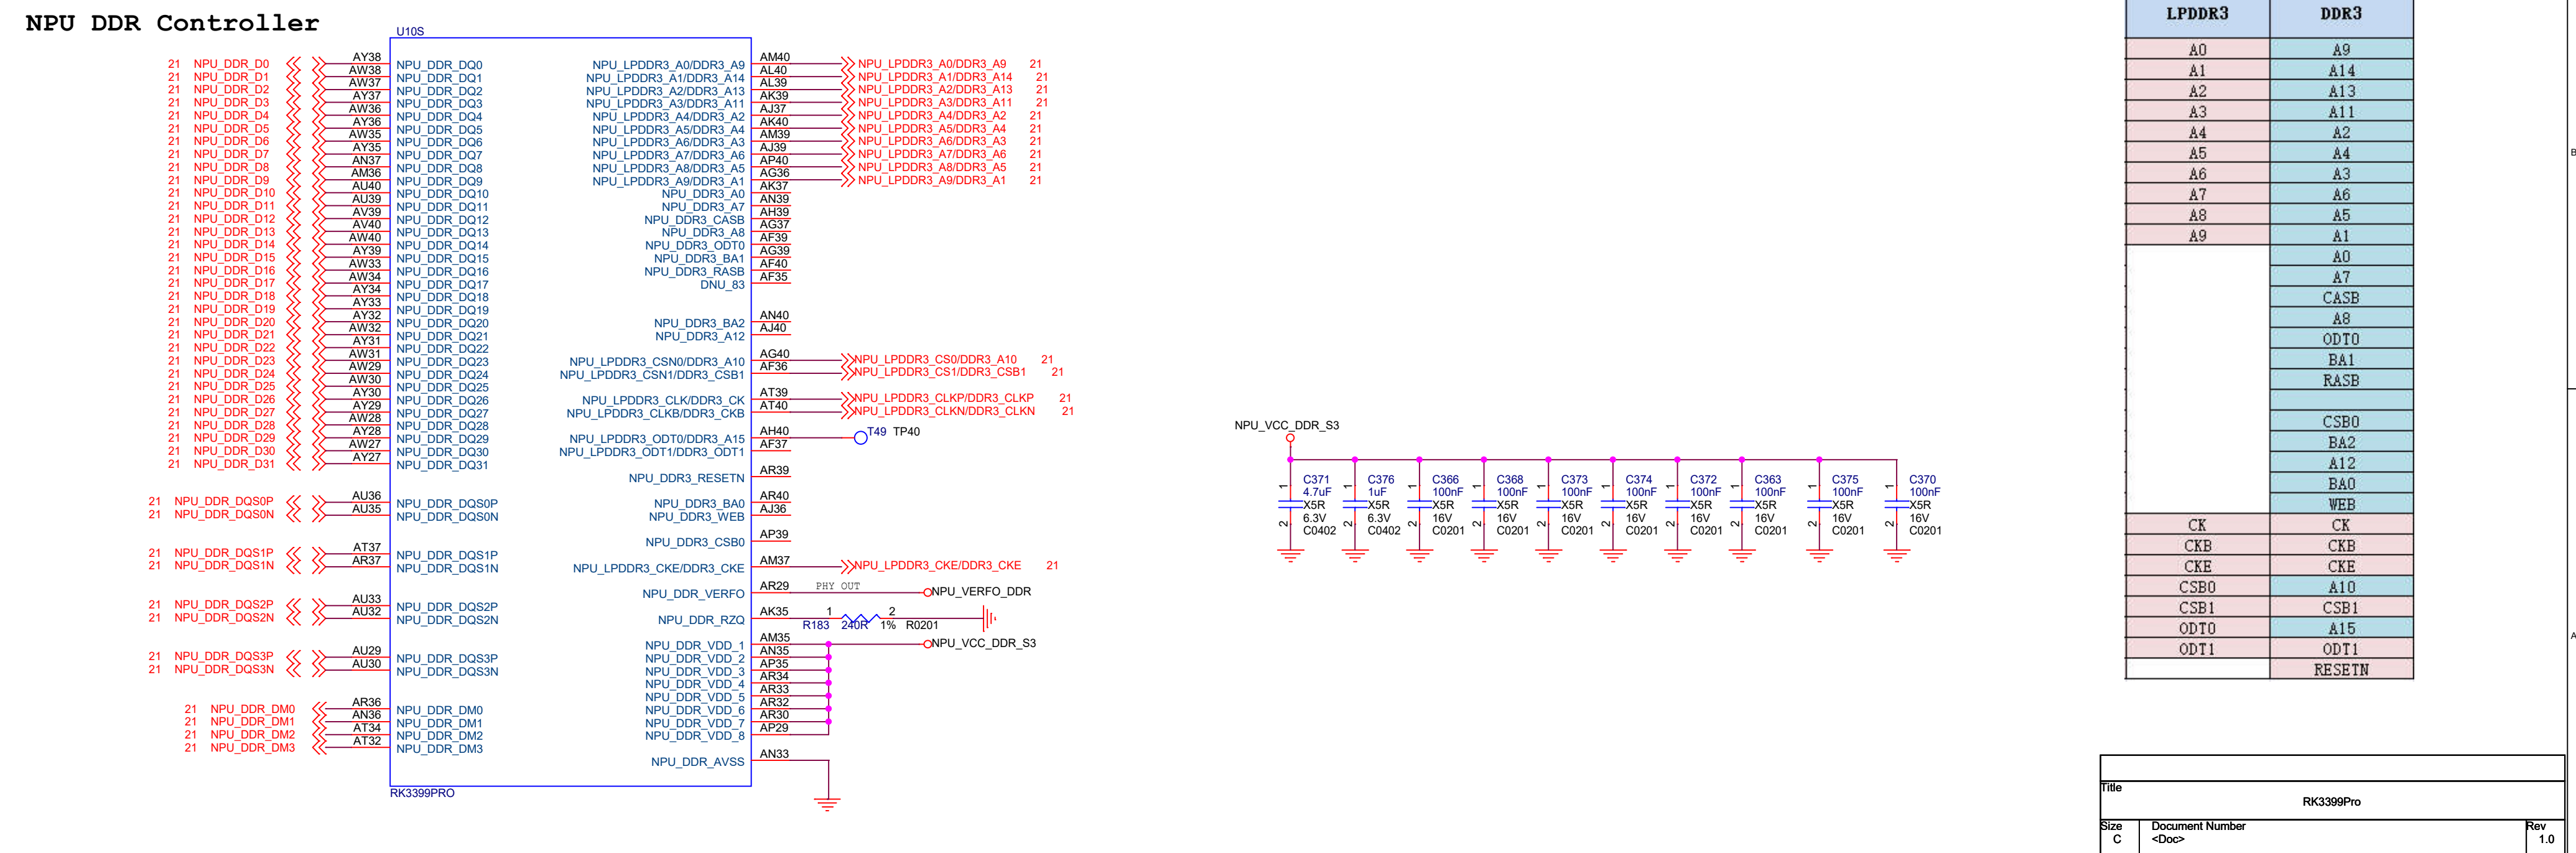 NPU DDR Controller
U10S
21 NPU_DDR_D0 AY38 NPU_DDR_DQ0
21 NPU_DDR_D1 AW38 NPU_DDR_DQ1
21 NPU_DDR_D2 AW37 NPU_DDR_DQ2
21 NPU_DDR_D3 AY37 NPU_DDR_DQ3
21 NPU_DDR_D4 AW36 NPU_DDR_DQ4
21 NPU_DDR_D5 AY36 NPU_DDR_DQ5
21 NPU_DDR_D6 AW35 NPU_DDR_DQ6
21 NPU_DDR_D7 AY35 NPU_DDR_DQ7
21 NPU_DDR_D8 AN37 NPU_DDR_DQ8
21 NPU_DDR_D9 AM36 NPU_DDR_DQ9
21 NPU_DDR_D10 AU40 NPU_DDR_DQ10
21 NPU_DDR_D11 AU39 NPU_DDR_DQ11
21 NPU_DDR_D12 AV39 NPU_DDR_DQ12
21 NPU_DDR_D13 AV40 NPU_DDR_DQ13
21 NPU_DDR_D14 AW40 NPU_DDR_DQ14
21 NPU_DDR_D15 AY39 NPU_DDR_DQ15
21 NPU_DDR_D16 AW33 NPU_DDR_DQ16
21 NPU_DDR_D17 AW34 NPU_DDR_DQ17
21 NPU_DDR_D18 AY34 NPU_DDR_DQ18
21 NPU_DDR_D19 AY33 NPU_DDR_DQ19
21 NPU_DDR_D20 AY32 NPU_DDR_DQ20
21 NPU_DDR_D21 AW32 NPU_DDR_DQ21
21 NPU_DDR_D22 AY31 NPU_DDR_DQ22
21 NPU_DDR_D23 AW31 NPU_DDR_DQ23
21 NPU_DDR_D24 AW29 NPU_DDR_DQ24
21 NPU_DDR_D25 AW30 NPU_DDR_DQ25
21 NPU_DDR_D26 AY30 NPU_DDR_DQ26
21 NPU_DDR_D27 AY29 NPU_DDR_DQ27
21 NPU_DDR_D28 AW28 NPU_DDR_DQ28
21 NPU_DDR_D29 AY28 NPU_DDR_DQ29
21 NPU_DDR_D30 AW27 NPU_DDR_DQ30
21 NPU_DDR_D31 AY27 NPU_DDR_DQ31
21 NPU_DDR_DQS0P AU36 NPU_DDR_DQS0P
21 NPU_DDR_DQS0N AU35 NPU_DDR_DQS0N
21 NPU_DDR_DQS1P AT37 NPU_DDR_DQS1P
21 NPU_DDR_DQS1N AR37 NPU_DDR_DQS1N
21 NPU_DDR_DQS2P AU33 NPU_DDR_DQS2P
21 NPU_DDR_DQS2N AU32 NPU_DDR_DQS2N
21 NPU_DDR_DQS3P AU29 NPU_DDR_DQS3P
21 NPU_DDR_DQS3N AU30 NPU_DDR_DQS3N
21 NPU_DDR_DM0 AR36 NPU_DDR_DM0
21 NPU_DDR_DM1 AN36 NPU_DDR_DM1
21 NPU_DDR_DM2 AT34 NPU_DDR_DM2
21 NPU_DDR_DM3 AT32 NPU_DDR_DM3
NPU_LPDDR3_A0/DDR3_A9 AM40 NPU_LPDDR3_A0/DDR3_A9 21
NPU_LPDDR3_A1/DDR3_A14 AL40 NPU_LPDDR3_A1/DDR3_A14 21
NPU_LPDDR3_A2/DDR3_A13 AL39 NPU_LPDDR3_A2/DDR3_A13 21
NPU_LPDDR3_A3/DDR3_A11 AK39 NPU_LPDDR3_A3/DDR3_A11 21
NPU_LPDDR3_A4/DDR3_A2 AJ37 NPU_LPDDR3_A4/DDR3_A2 21
NPU_LPDDR3_A5/DDR3_A4 AK40 NPU_LPDDR3_A5/DDR3_A4 21
NPU_LPDDR3_A6/DDR3_A3 AM39 NPU_LPDDR3_A6/DDR3_A3 21
NPU_LPDDR3_A7/DDR3_A6 AJ39 NPU_LPDDR3_A7/DDR3_A6 21
NPU_LPDDR3_A8/DDR3_A5 AP40 NPU_LPDDR3_A8/DDR3_A5 21
NPU_LPDDR3_A9/DDR3_A1 AG36 NPU_LPDDR3_A9/DDR3_A1 21
NPU_DDR3_A0 AK37
NPU_DDR3_A7 AN39
NPU_DDR3_CASB AH39
NPU_DDR3_A8 AG37
NPU_DDR3_ODT0 AF39
NPU_DDR3_BA1 AG39
NPU_DDR3_RASB AF40
DNU_83 AF35
NPU_DDR3_BA2 AN40
NPU_DDR3_A12 AJ40
NPU_LPDDR3_CSN0/DDR3_A10 AG40 NPU_LPDDR3_CS0/DDR3_A10 21
NPU_LPDDR3_CSN1/DDR3_CSB1 AF36 NPU_LPDDR3_CS1/DDR3_CSB1 21
NPU_LPDDR3_CLK/DDR3_CK AT39 NPU_LPDDR3_CLKP/DDR3_CLKP 21
NPU_LPDDR3_CLKB/DDR3_CKB AT40 NPU_LPDDR3_CLKN/DDR3_CLKN 21
NPU_LPDDR3_ODT0/DDR3_A15 AH40 T49 TP40
NPU_LPDDR3_ODT1/DDR3_ODT1 AF37
NPU_DDR3_RESETN AR39
NPU_DDR3_BA0 AR40
NPU_DDR3_WEB AJ36
NPU_DDR3_CSB0 AP39
NPU_LPDDR3_CKE/DDR3_CKE AM37 NPU_LPDDR3_CKE/DDR3_CKE 21
NPU_DDR_VERFO AR29 PHY OUT NPU_VERFO_DDR
NPU_DDR_RZQ AK35 1 2
R183 240R 1% R0201
NPU_DDR_VDD_1 AM35 NPU_VCC_DDR_S3
NPU_DDR_VDD_2 AN35
NPU_DDR_VDD_3 AP35
NPU_DDR_VDD_4 AR34
NPU_DDR_VDD_5 AR33
NPU_DDR_VDD_6 AR32
NPU_DDR_VDD_7 AR30
NPU_DDR_VDD_8 AP29
NPU_DDR_AVSS AN33
RK3399PRO
NPU_VCC_DDR_S3
C371 C376 C366 C368 C373 C374 C372 C363 C375 C370
1 1 1 1 1 1 1 1 1 1
4.7uF 1uF 100nF 100nF 100nF 100nF 100nF 100nF 100nF 100nF
X5R X5R X5R X5R X5R X5R X5R X5R X5R X5R
6.3V 6.3V 16V 16V 16V 16V 16V 16V 16V 16V
2 2 2 2 2 2 2 2 2 2
C0402 C0402 C0201 C0201 C0201 C0201 C0201 C0201 C0201 C0201
LPDDR3 DDR3
A0 A9
A1 A14
A2 A13
A3 A11
A4 A2
A5 A4
A6 A3
A7 A6
A8 A5
A9 A1
A0
A7
CASB
A8
ODT0
BA1
RASB
CSB0
BA2
A12
BA0
WEB
CK CK
CKB CKB
CKE CKE
CSB0 A10
CSB1 CSB1
ODT0 A15
ODT1 ODT1
RESETN
B
A
Title
RK3399Pro
Size Document Number Rev
C <Doc> 1.0